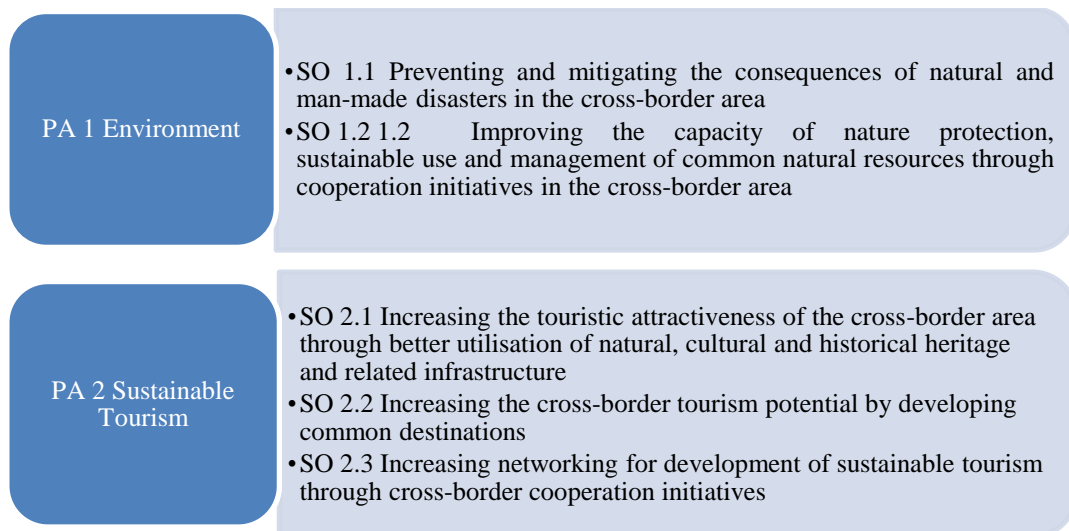 PA 1 Environment
•SO 1.1 Preventing and mitigating the consequences of natural and
man-made disasters in the cross-border area
•SO 1.2 1.2 Improving the capacity of nature protection,
sustainable use and management of common natural resources through
cooperation initiatives in the cross-border area
PA 2 Sustainable
Tourism
•SO 2.1 Increasing the touristic attractiveness of the cross-border area
through better utilisation of natural, cultural and historical heritage
and related infrastructure
•SO 2.2 Increasing the cross-border tourism potential by developing
common destinations
•SO 2.3 Increasing networking for development of sustainable tourism
through cross-border cooperation initiatives